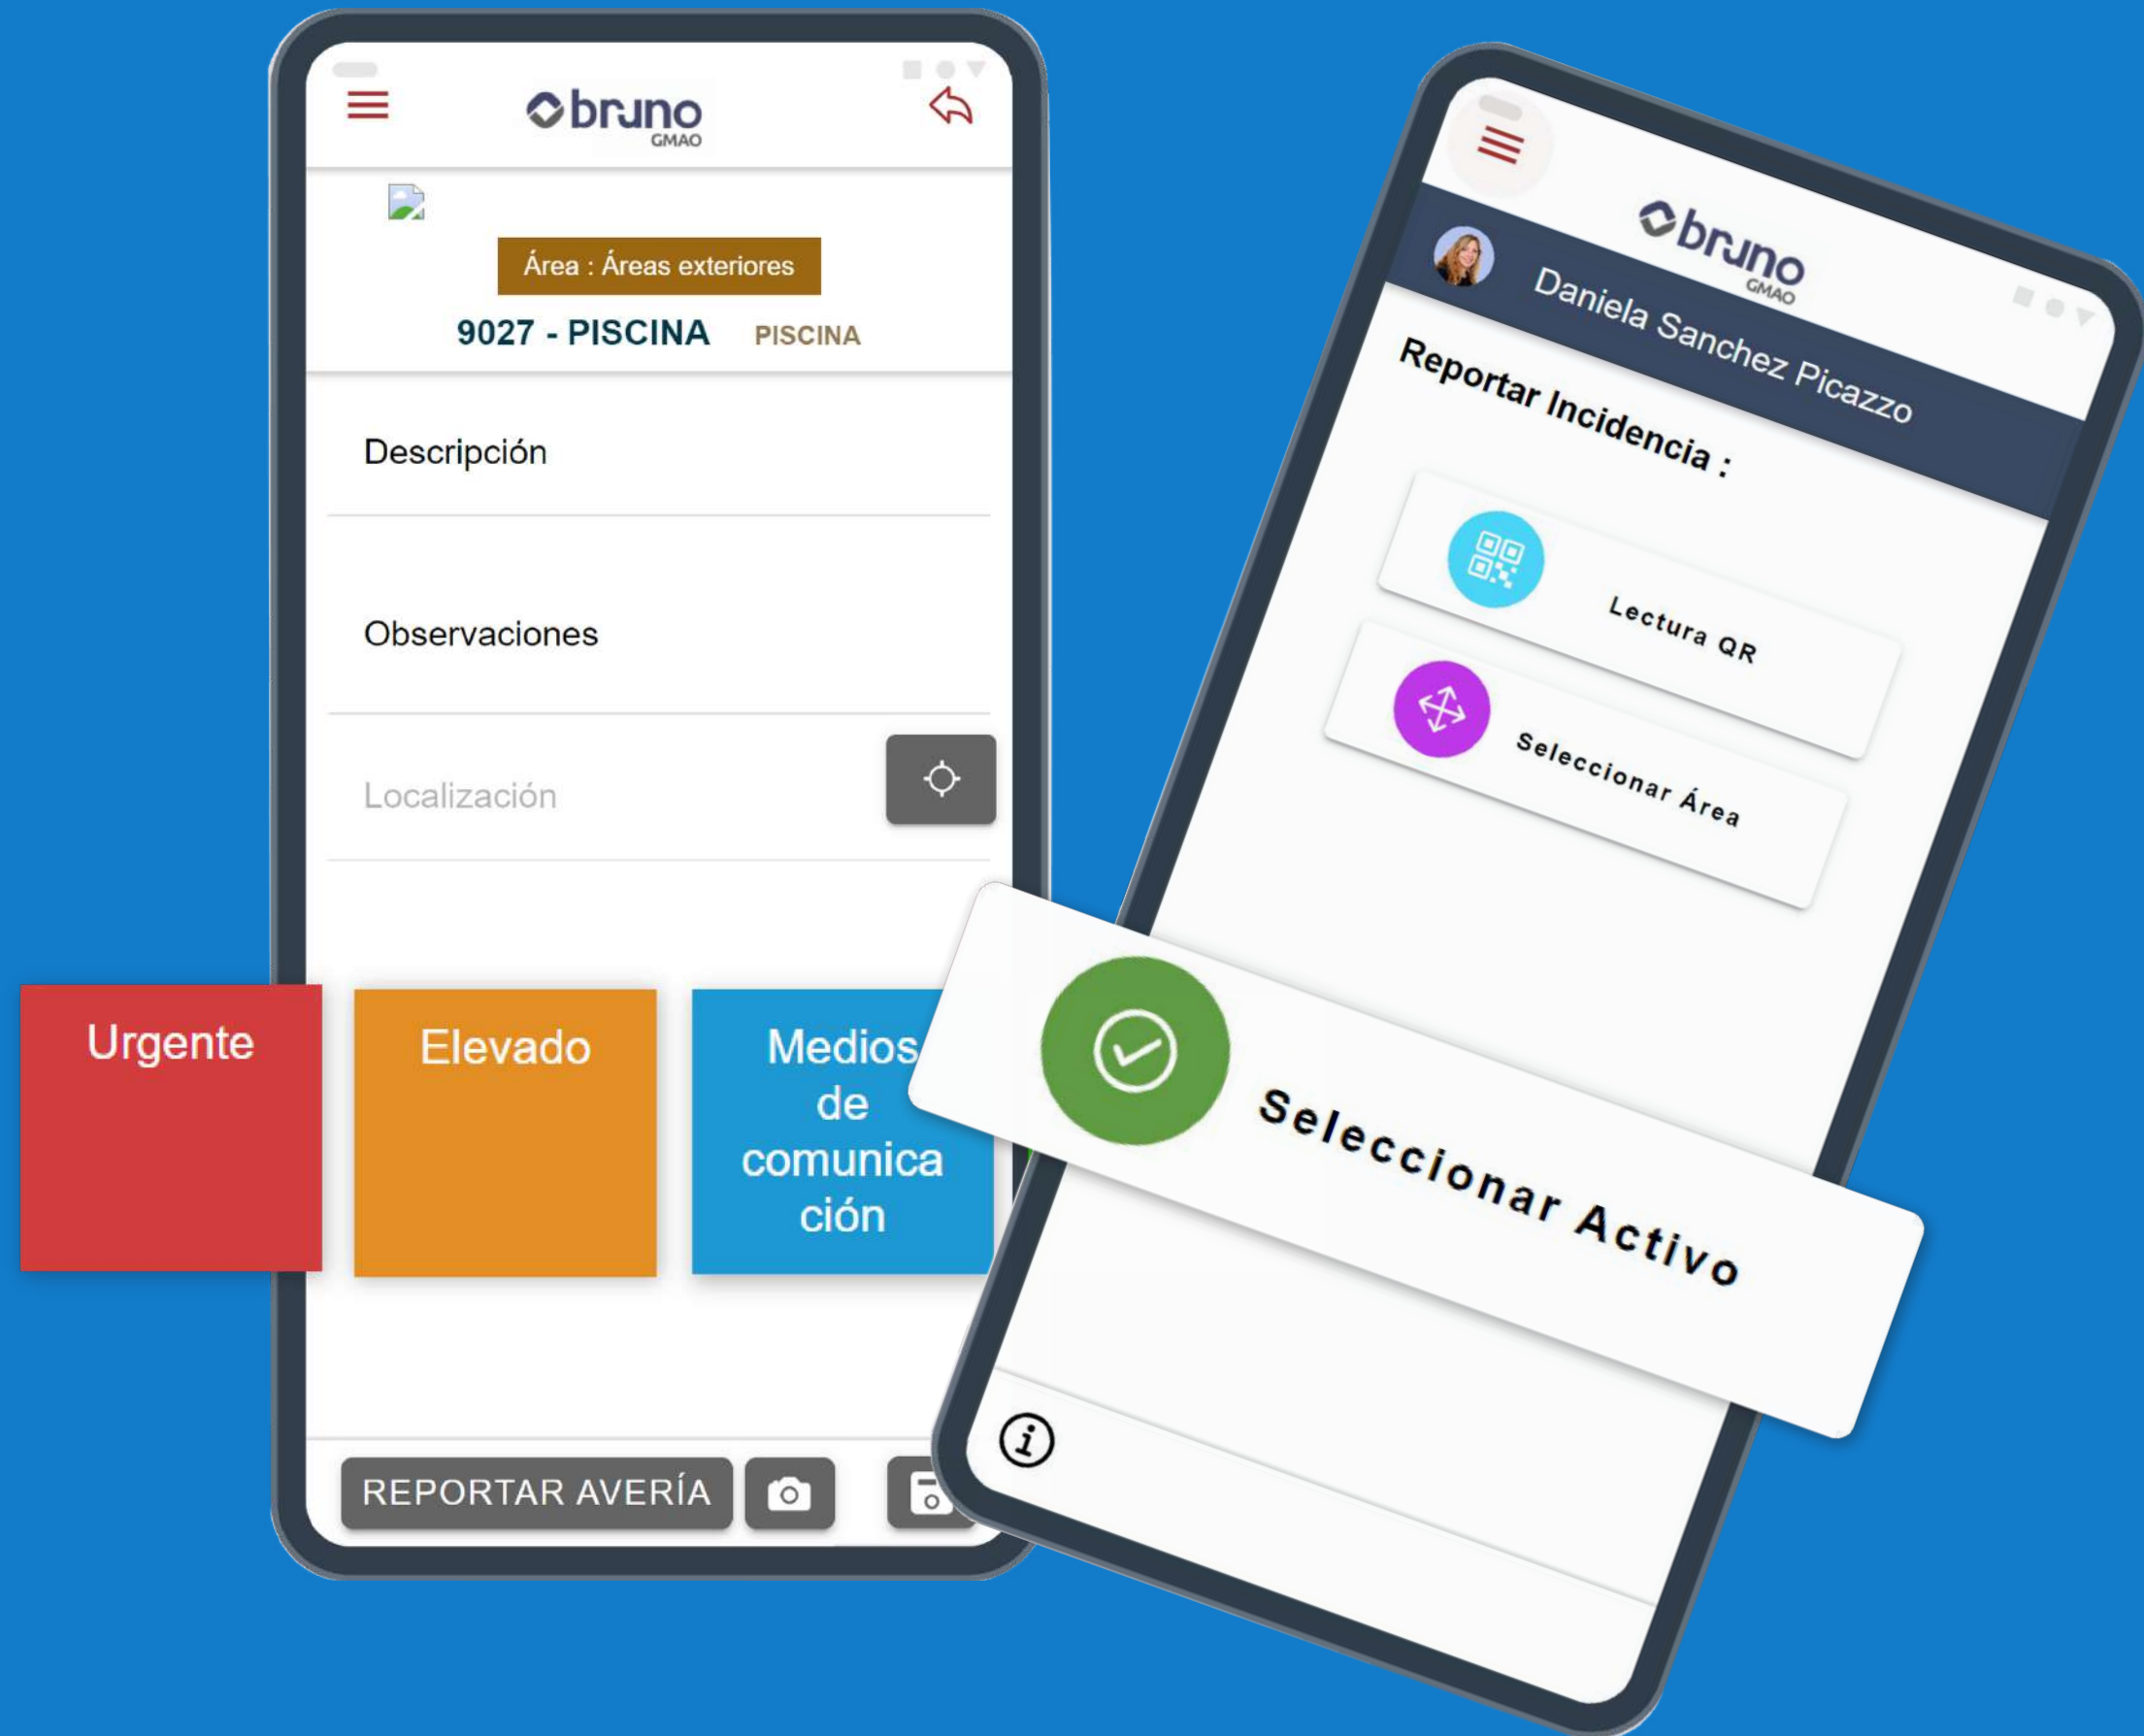 bruno
GMAO
Área : Áreas exteriores
9027 - PISCINA PISCINA
Descripción
Observaciones
Localización
Urgente
Elevado
Medios
de
comunica
ción
REPORTAR AVERÍA
bruno
GMAO
Daniela Sanchez Picazzo
Reportar Incidencia :
Lectura QR
Seleccionar Área
Seleccionar Activo